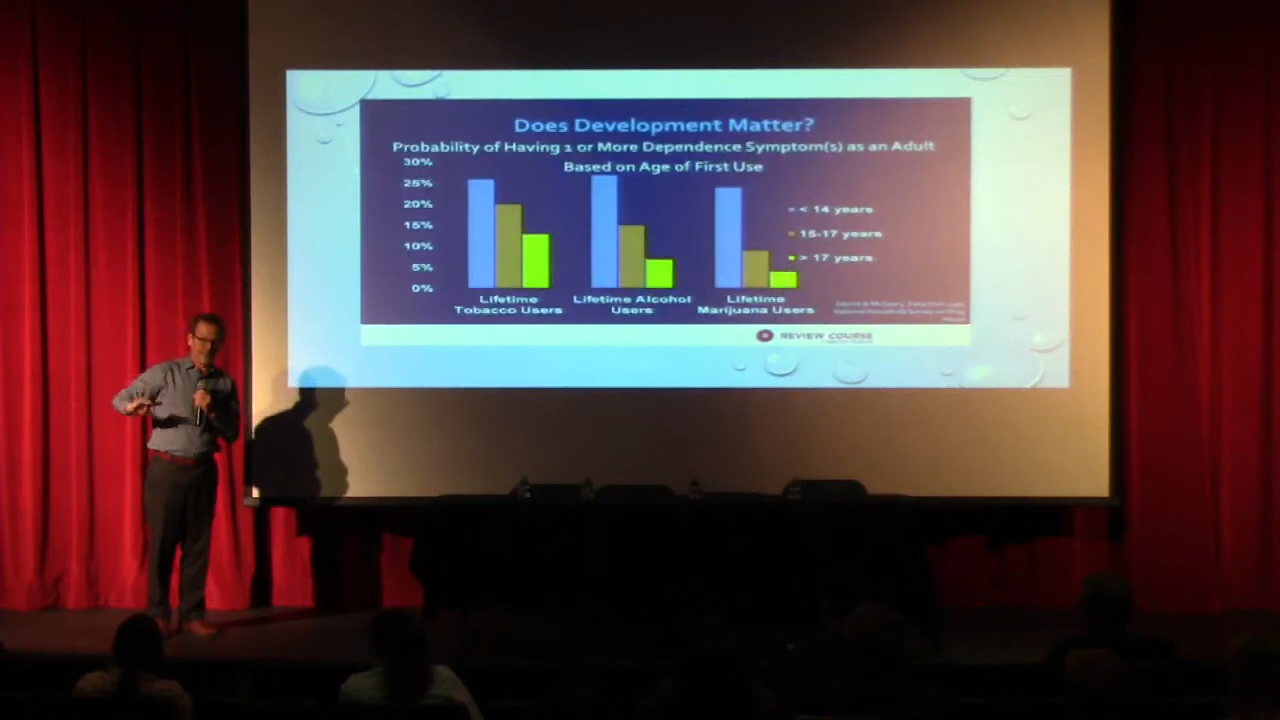 Does Development Matter?
Probability of Having 1 or More Dependence Symptom(s) as an Adult
Based on Age of First Use
30%
25%
20%
15%
10%
5%
0%
< 14 years
15-17 years
> 17 years
Lifetime
Tobacco Users
Lifetime Alcohol
Users
Lifetime
Marijuana Users
REVIEW COURSE